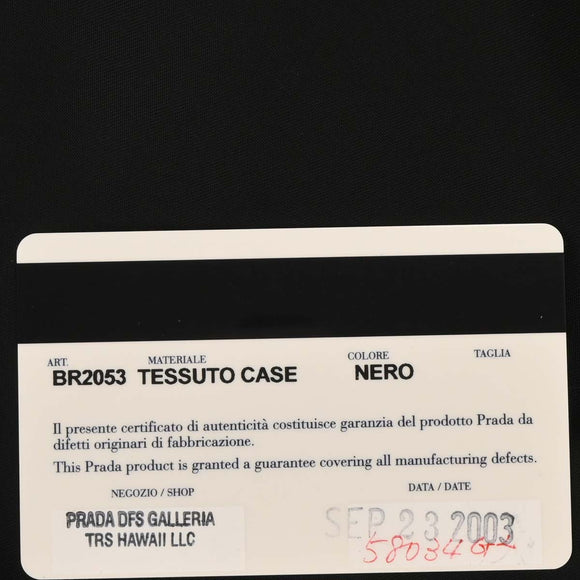 ART. MATERIALE COLORE TAGLIA
BR2053 TESSUTO CASE NERO
Il presente certificato di autenticità costituisce garanzia del prodotto Prada da
difetti originari di fabbricazione.
This Prada product is granted a guarantee covering all manufacturing defects.
NEGOZIO / SHOP DATA / DATE
PRADA DFS GALLERIA
TRS HAWAII LLC
SEP 23 2003
58034